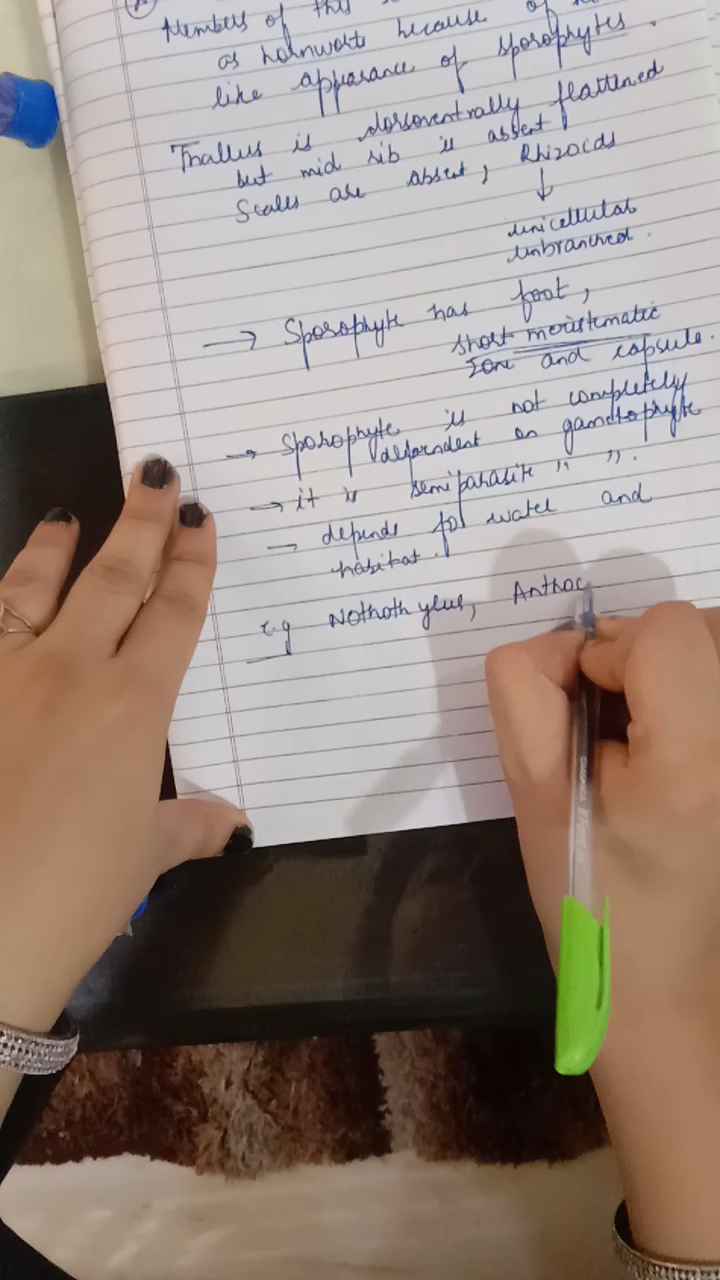 Members of this
as hornwort because of
like appearance of sporophytes.
Thallus is dorsoventrally flattened
but mid rib is absent
Scales are absent, Rhizoids
↓
unicellular
unbranched.
→ Sporophyte has foot,
short meristematic
zone and capsule.
→ Sporophyte is not completely
dependent on gametophyte
→ it is semiparasite " ".
→ depends for water and
habitat.
e.g Nothothylus, Anthoc